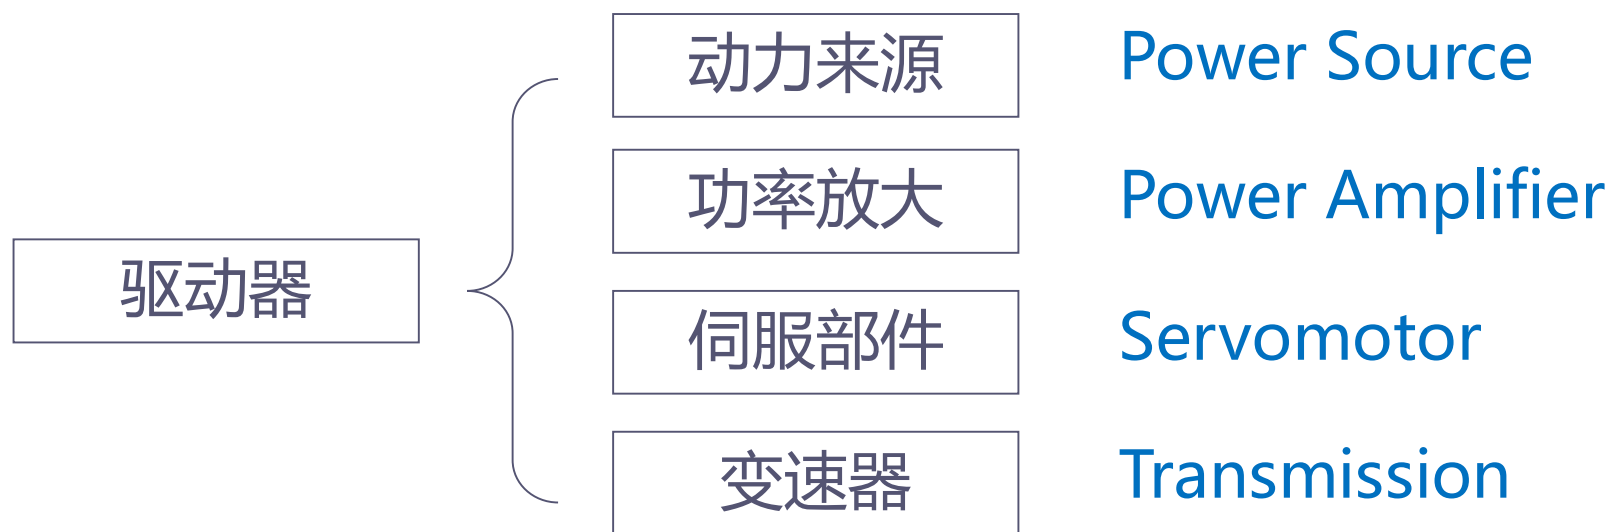 驱动器
动力来源 Power Source
功率放大 Power Amplifier
伺服部件 Servomotor
变速器 Transmission